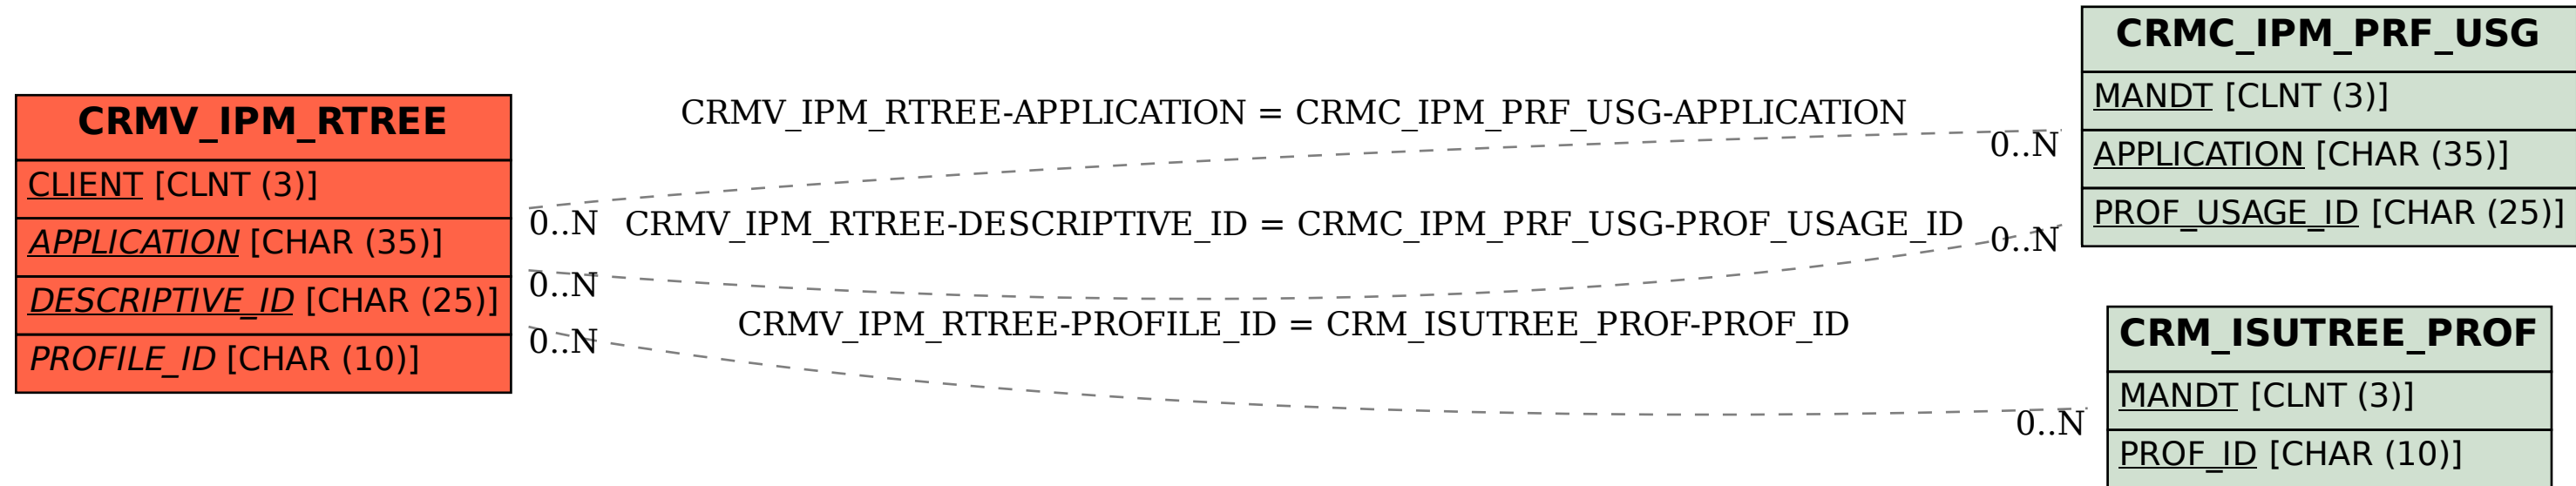 CRMV_IPM_RTREE
CLIENT [CLNT (3)]
APPLICATION [CHAR (35)]
DESCRIPTIVE_ID [CHAR (25)]
PROFILE_ID [CHAR (10)]
CRMV_IPM_RTREE-APPLICATION = CRMC_IPM_PRF_USG-APPLICATION
0..N
0..N
CRMV_IPM_RTREE-DESCRIPTIVE_ID = CRMC_IPM_PRF_USG-PROF_USAGE_ID
0..N
0..N
CRMV_IPM_RTREE-PROFILE_ID = CRM_ISUTREE_PROF-PROF_ID
0..N
0..N
CRMC_IPM_PRF_USG
MANDT [CLNT (3)]
APPLICATION [CHAR (35)]
PROF_USAGE_ID [CHAR (25)]
CRM_ISUTREE_PROF
MANDT [CLNT (3)]
PROF_ID [CHAR (10)]